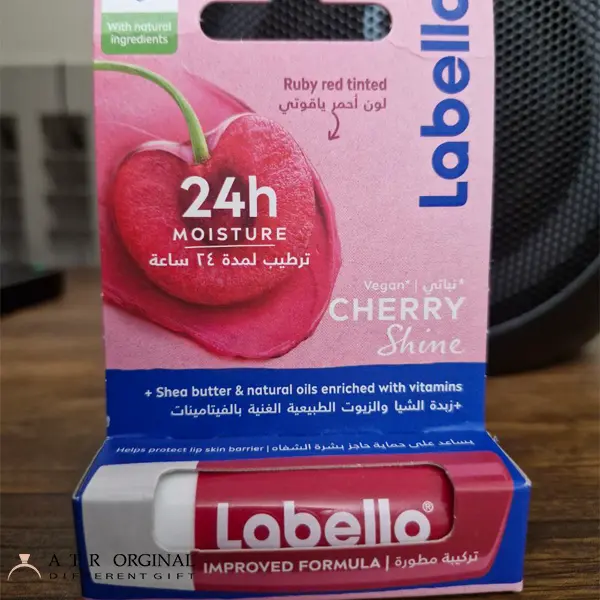 With natural
ingredients
Labello
Ruby red tinted
لون أحمر ياقوتي
24h
MOISTURE
ترطيب لمدة ٢٤ ساعة
Vegan* | نباتي*
CHERRY
Shine
+ Shea butter & natural oils enriched with vitamins
+زبدة الشيا والزيوت الطبيعية الغنية بالفيتامينات
Helps protect lip skin barrier | يساعد على حماية حاجز بشرة الشفاه
Labello®
IMPROVED FORMULA | تركيبة مطورة
A T R ORGINAL
DIFFERENT GIFT